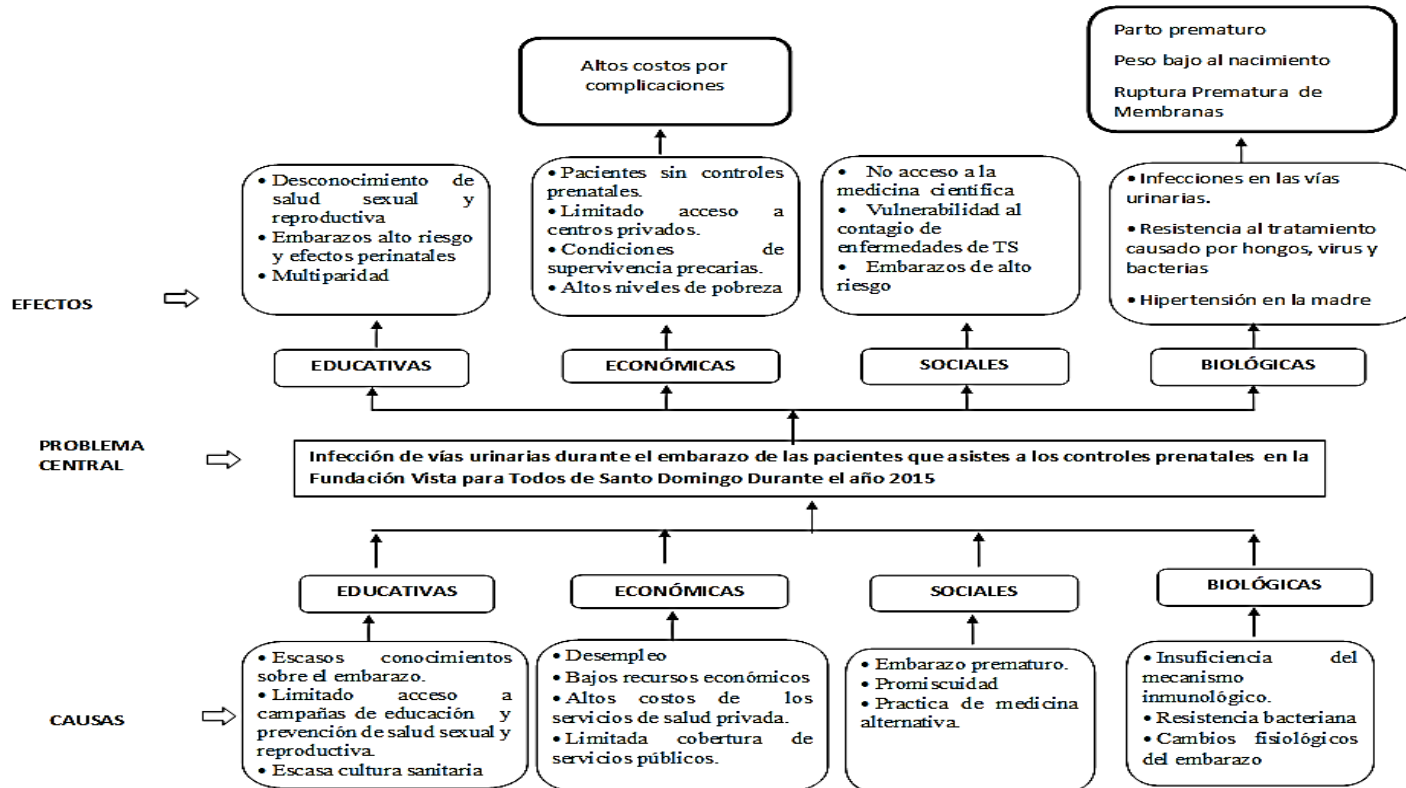 Parto prematuro
Peso bajo al nacimiento
Ruptura Prematura de
Membranas
Altos costos por
complicaciones
• Desconocimiento de
salud sexual y
reproductiva
• Embarazos alto riesgo
y efectos perinatales
• Multiparidad
• Pacientes sin controles
prenatales.
• Limitado acceso a
centros privados.
• Condiciones de
supervivencia precarias.
• Altos niveles de pobreza
• No acceso a la
medicina científica
• Vulnerabilidad al
contagio de
enfermedades de TS
• Embarazos de alto
riesgo
• Infecciones en las vías
urinarias.
• Resistencia al tratamiento
causado por hongos, virus y
bacterias
• Hipertensión en la madre
EFECTOS
EDUCATIVAS
ECONÓMICAS
SOCIALES
BIOLÓGICAS
PROBLEMA
CENTRAL
Infección de vías urinarias durante el embarazo de las pacientes que asistes a los controles prenatales en la
Fundación Vista para Todos de Santo Domingo Durante el año 2015
EDUCATIVAS
ECONÓMICAS
SOCIALES
BIOLÓGICAS
CAUSAS
• Escasos conocimientos
sobre el embarazo.
• Limitado acceso a
campañas de educación y
prevención de salud sexual y
reproductiva.
• Escasa cultura sanitaria
• Desempleo
• Bajos recursos económicos
• Altos costos de los
servicios de salud privada.
• Limitada cobertura de
servicios públicos.
• Embarazo prematuro.
• Promiscuidad
• Practica de medicina
alternativa.
• Insuficiencia del
mecanismo
inmunológico.
• Resistencia bacteriana
• Cambios fisiológicos
del embarazo